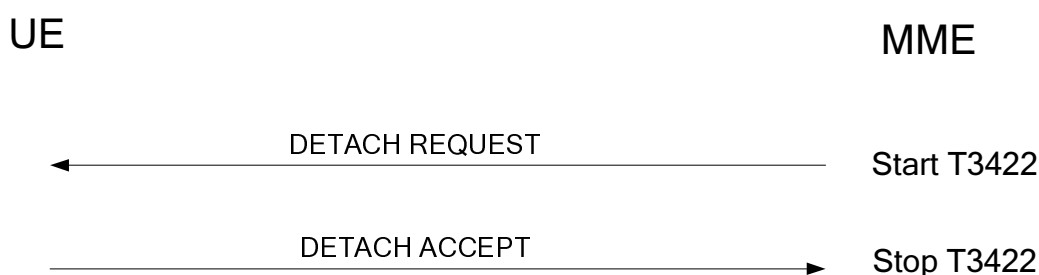 UE
MME
DETACH REQUEST
Start T3422
DETACH ACCEPT
Stop T3422